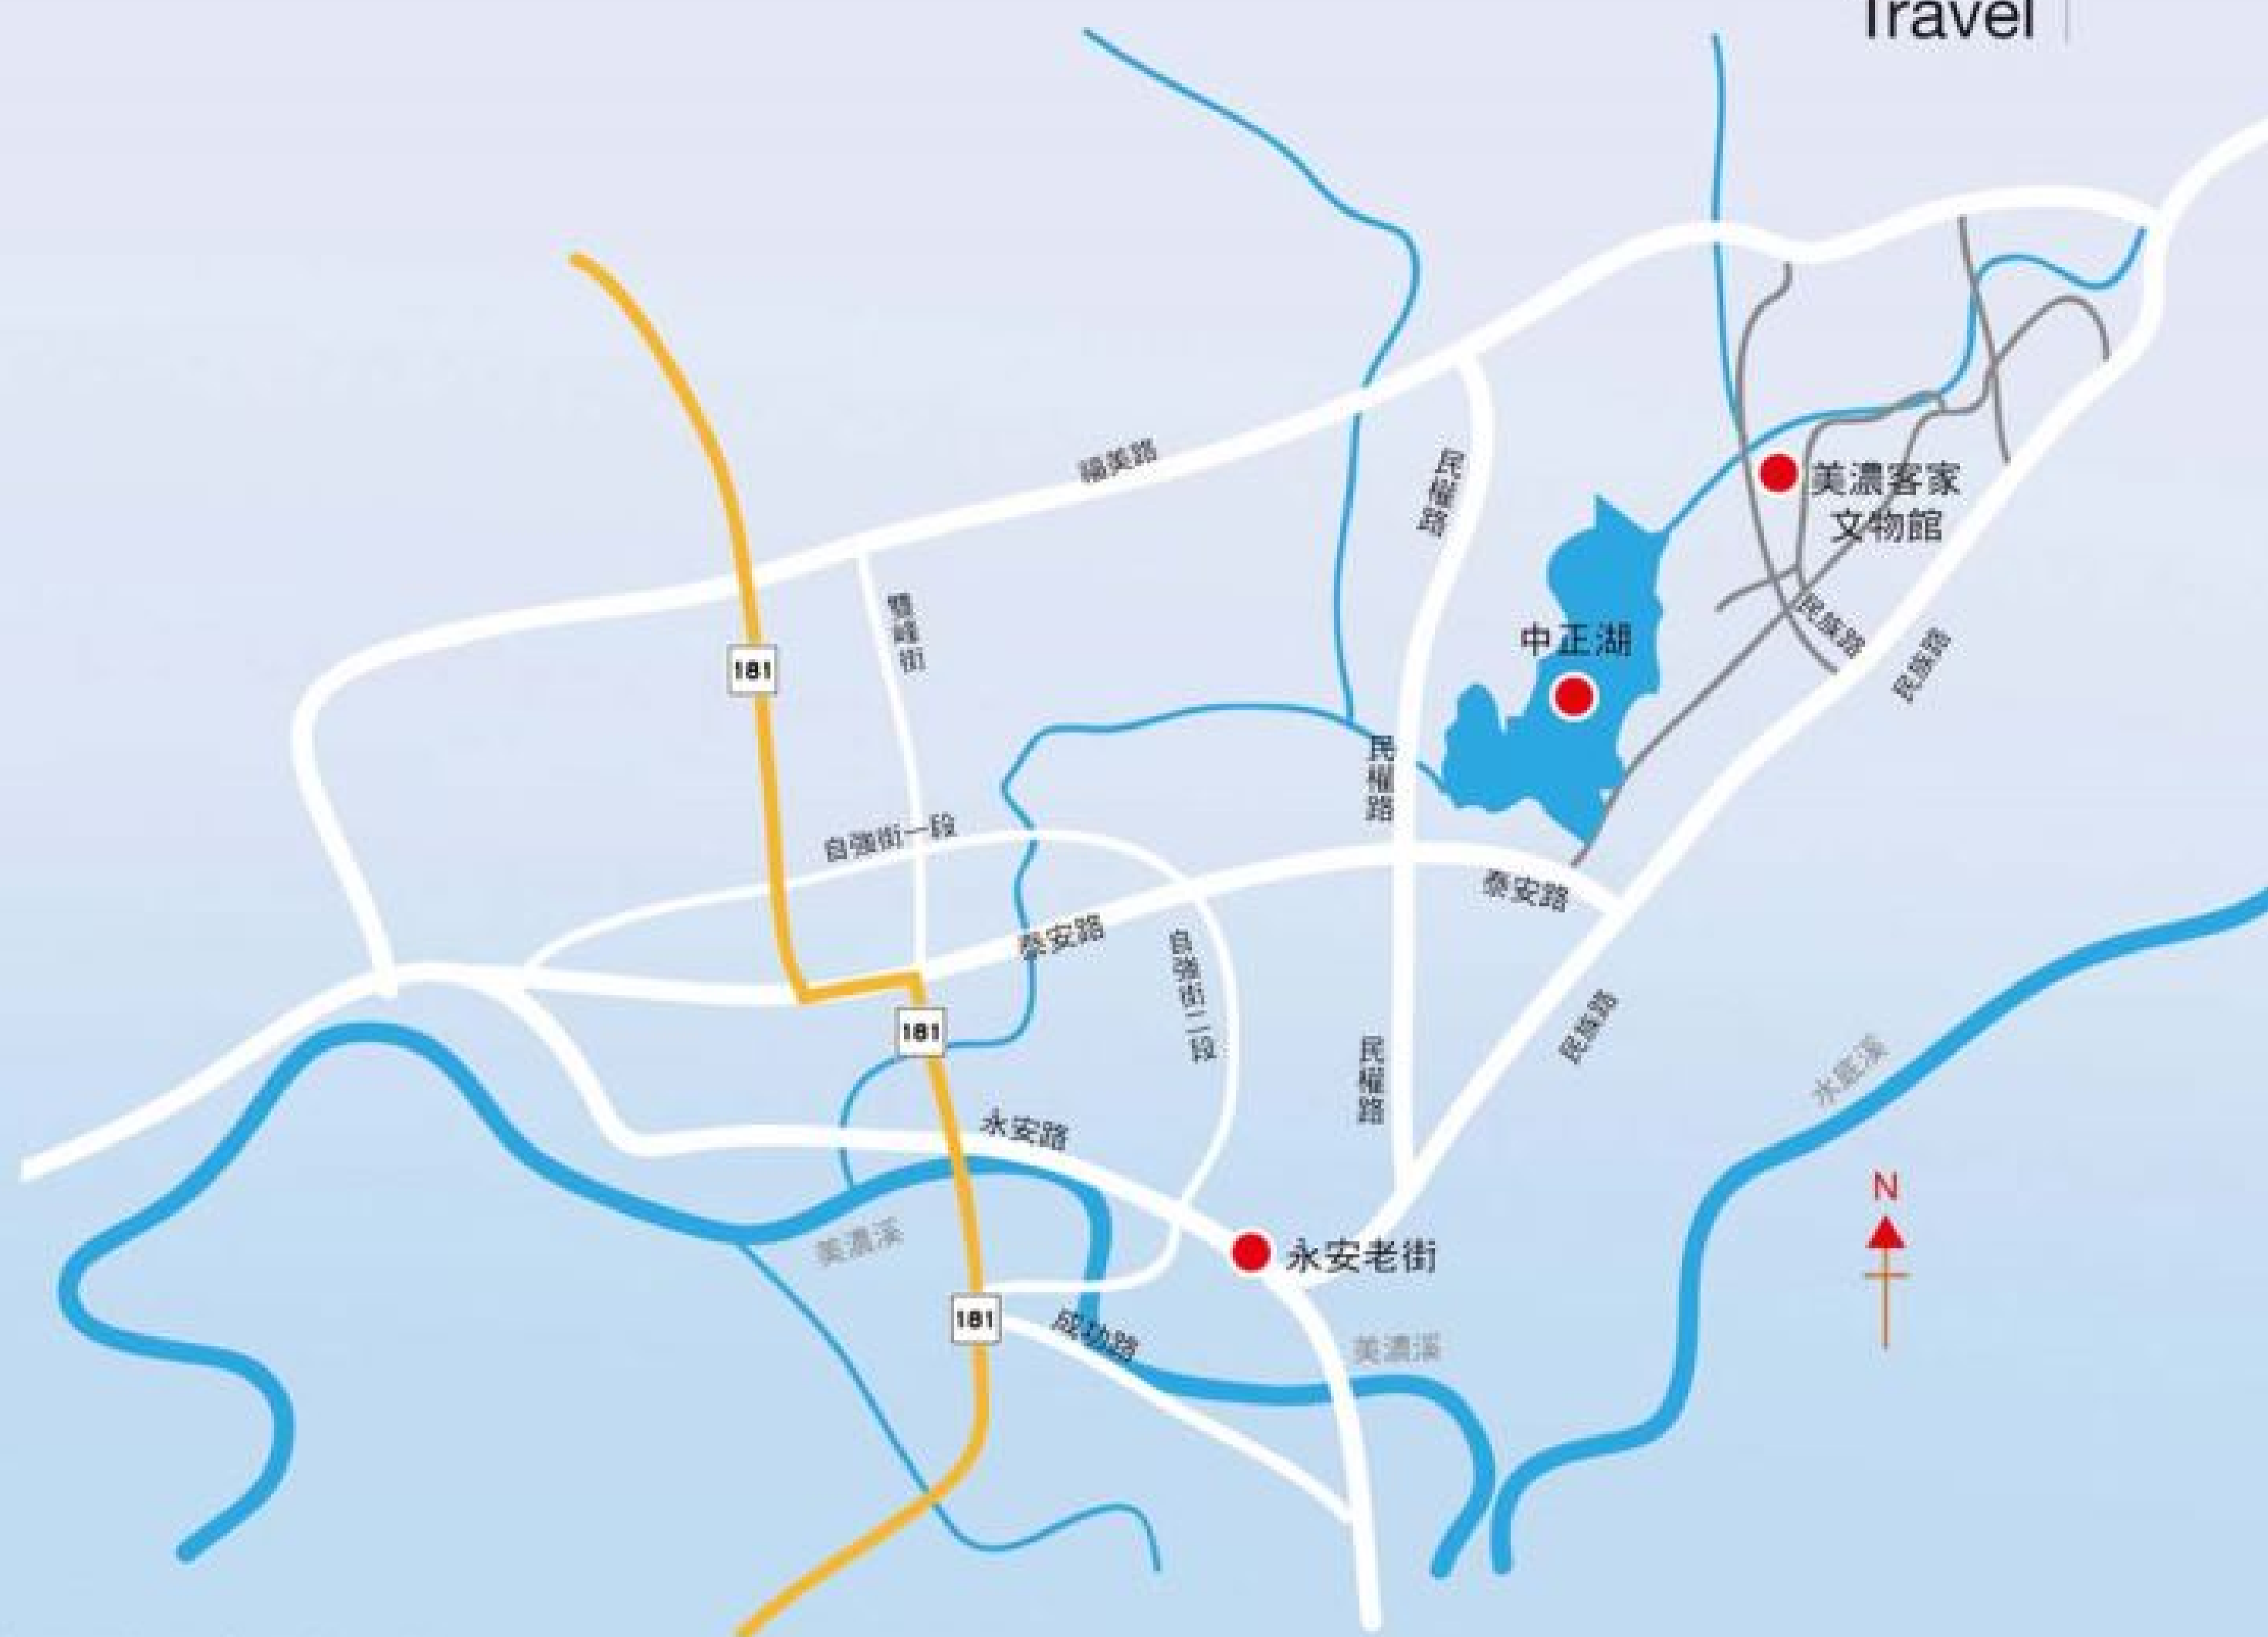 Travel
福美路
民權路
美濃客家
文物館
雙峰街
181
民族路
民族路
中正湖
民權路
自強街一段
泰安路
泰安路
自強街二段
181
民族路
民權路
水底溪
永安路
N
美濃溪
永安老街
181
成功路
美濃溪